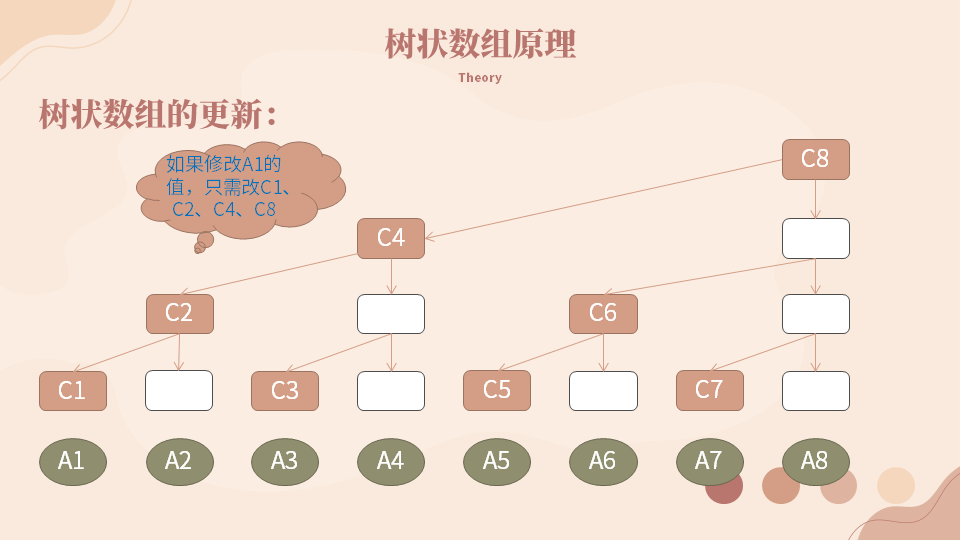 树状数组原理
Theory
树状数组的更新：
如果修改A1的
值，只需改C1、
C2、C4、C8
C8
C4
C2
C6
C1
C3
C5
C7
A1
A2
A3
A4
A5
A6
A7
A8